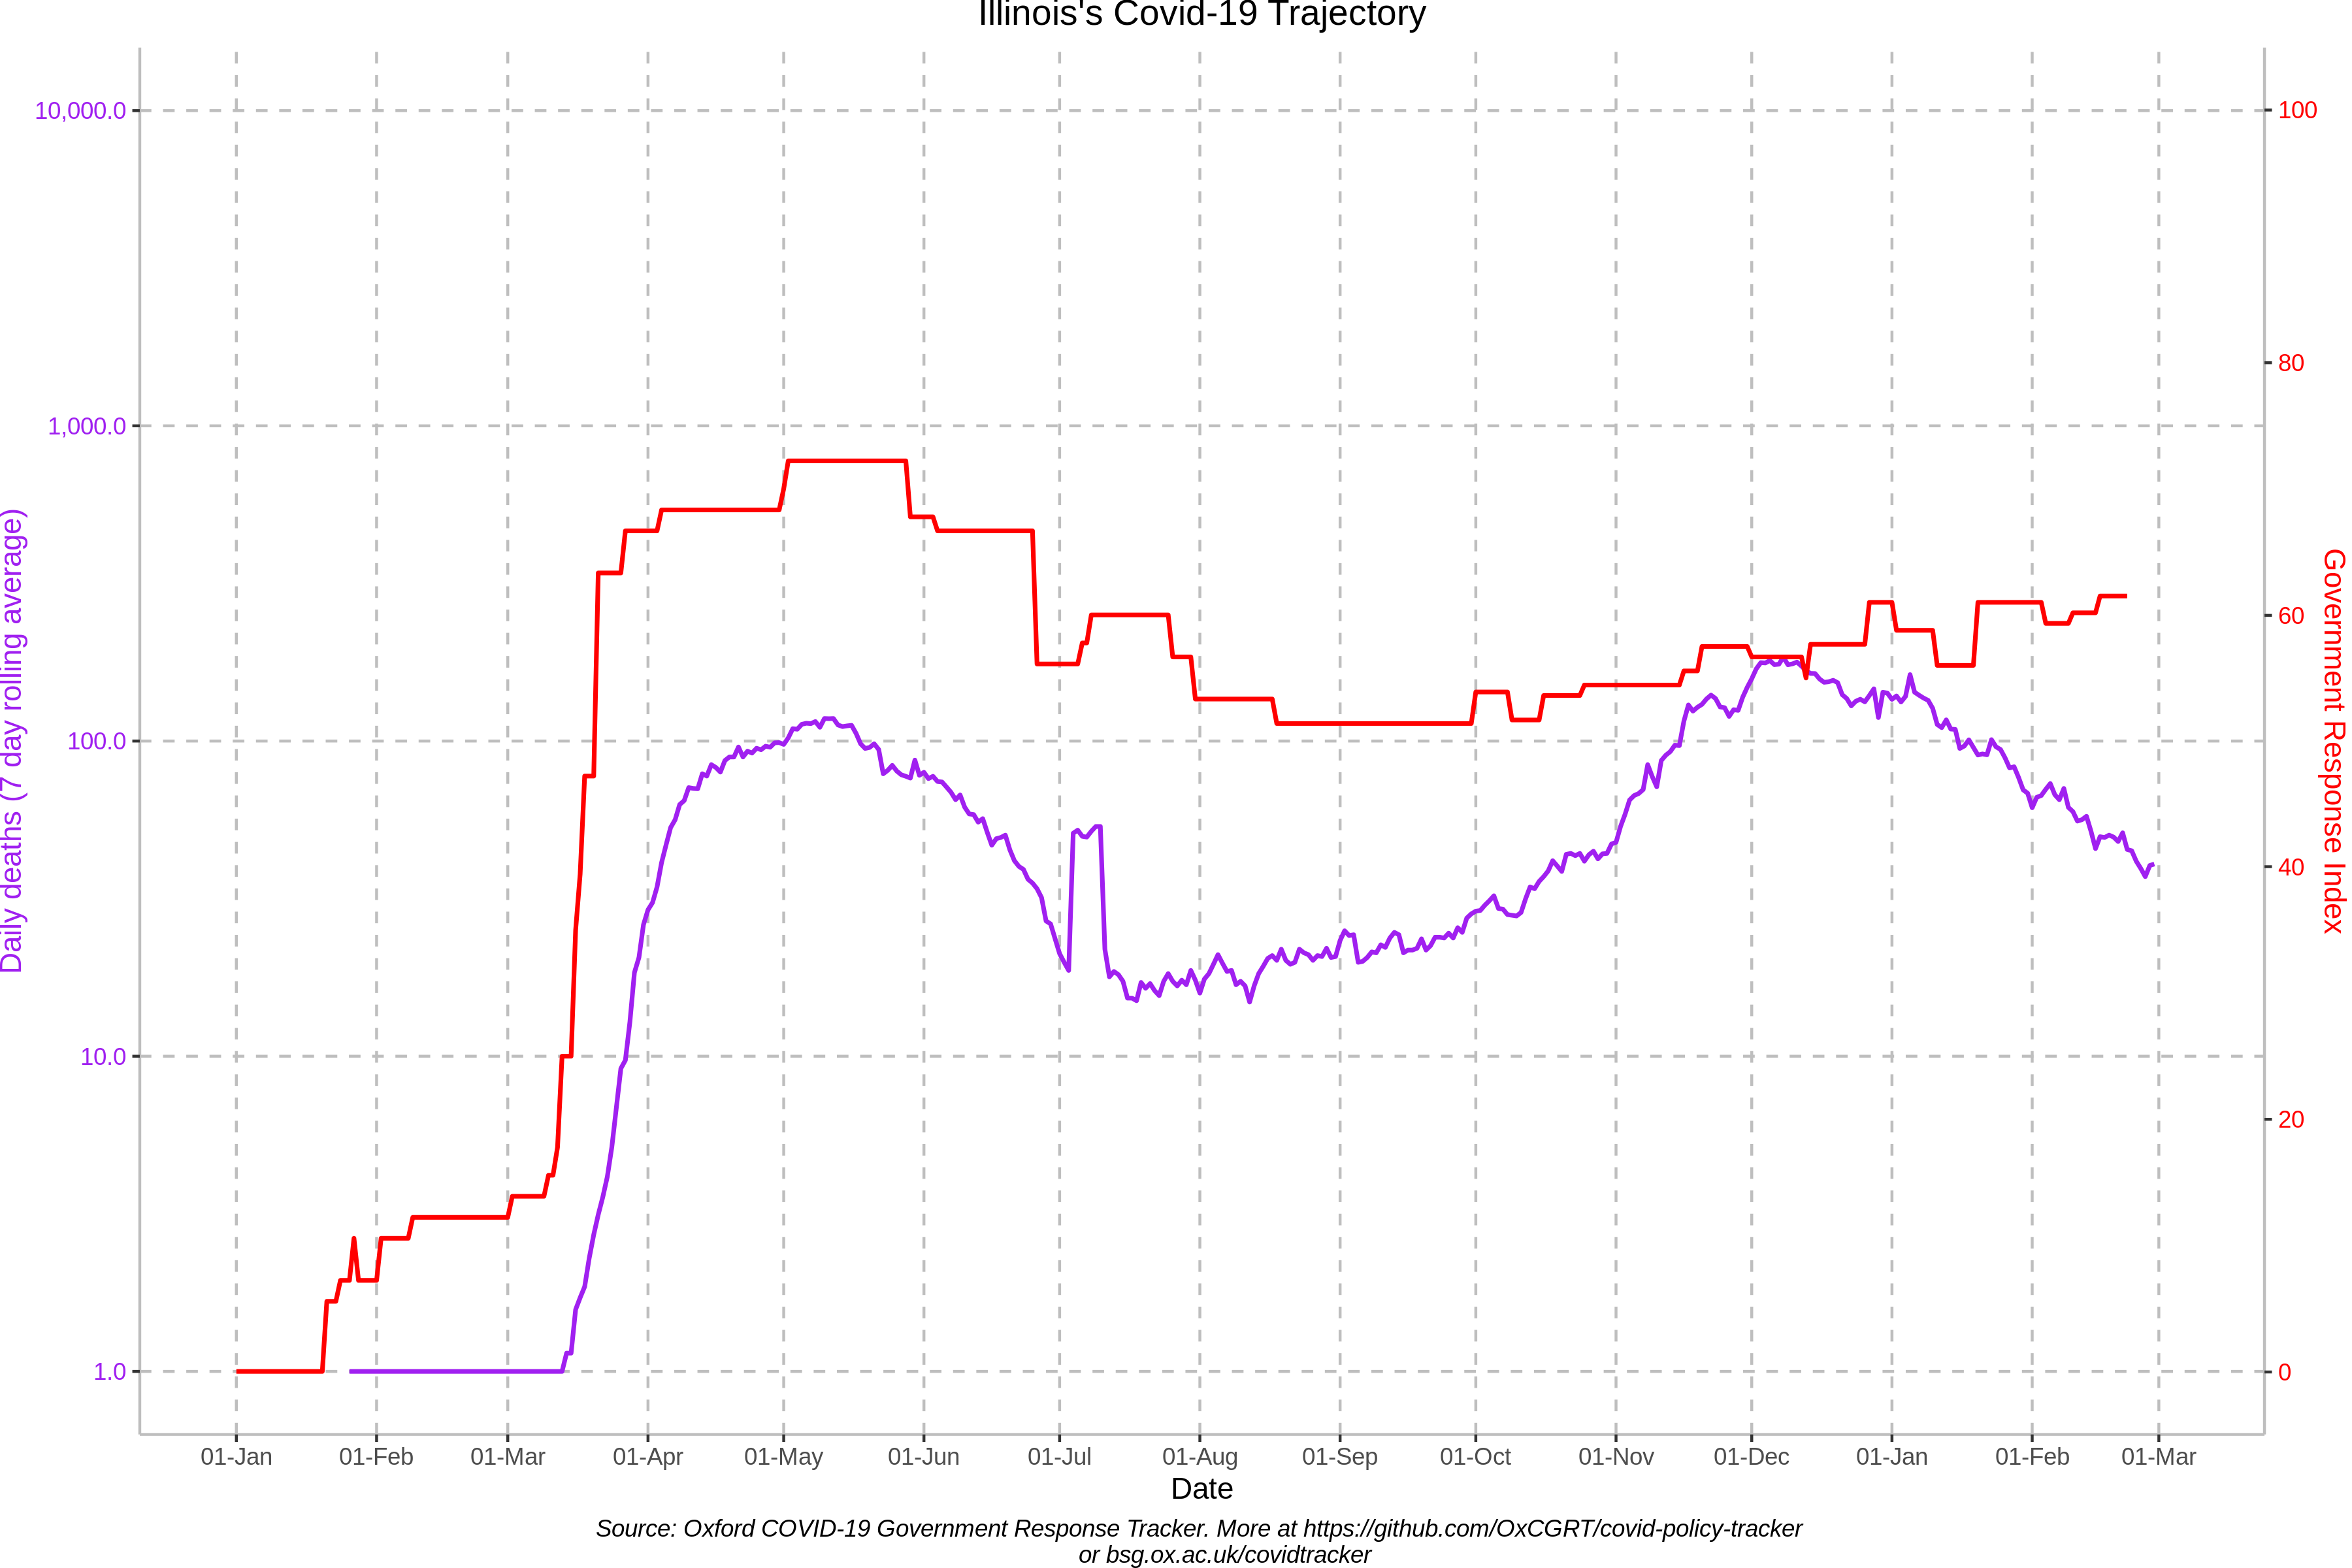 Illinois's Covid-19 Trajectory
10,000.0
1,000.0
100.0
10.0
1.0
Daily deaths (7 day rolling average)
100
80
60
40
20
0
Government Response Index
01-Jan 01-Feb 01-Mar 01-Apr 01-May 01-Jun 01-Jul 01-Aug 01-Sep 01-Oct 01-Nov 01-Dec 01-Jan 01-Feb 01-Mar
Date
Source: Oxford COVID-19 Government Response Tracker. More at https://github.com/OxCGRT/covid-policy-tracker
or bsg.ox.ac.uk/covidtracker